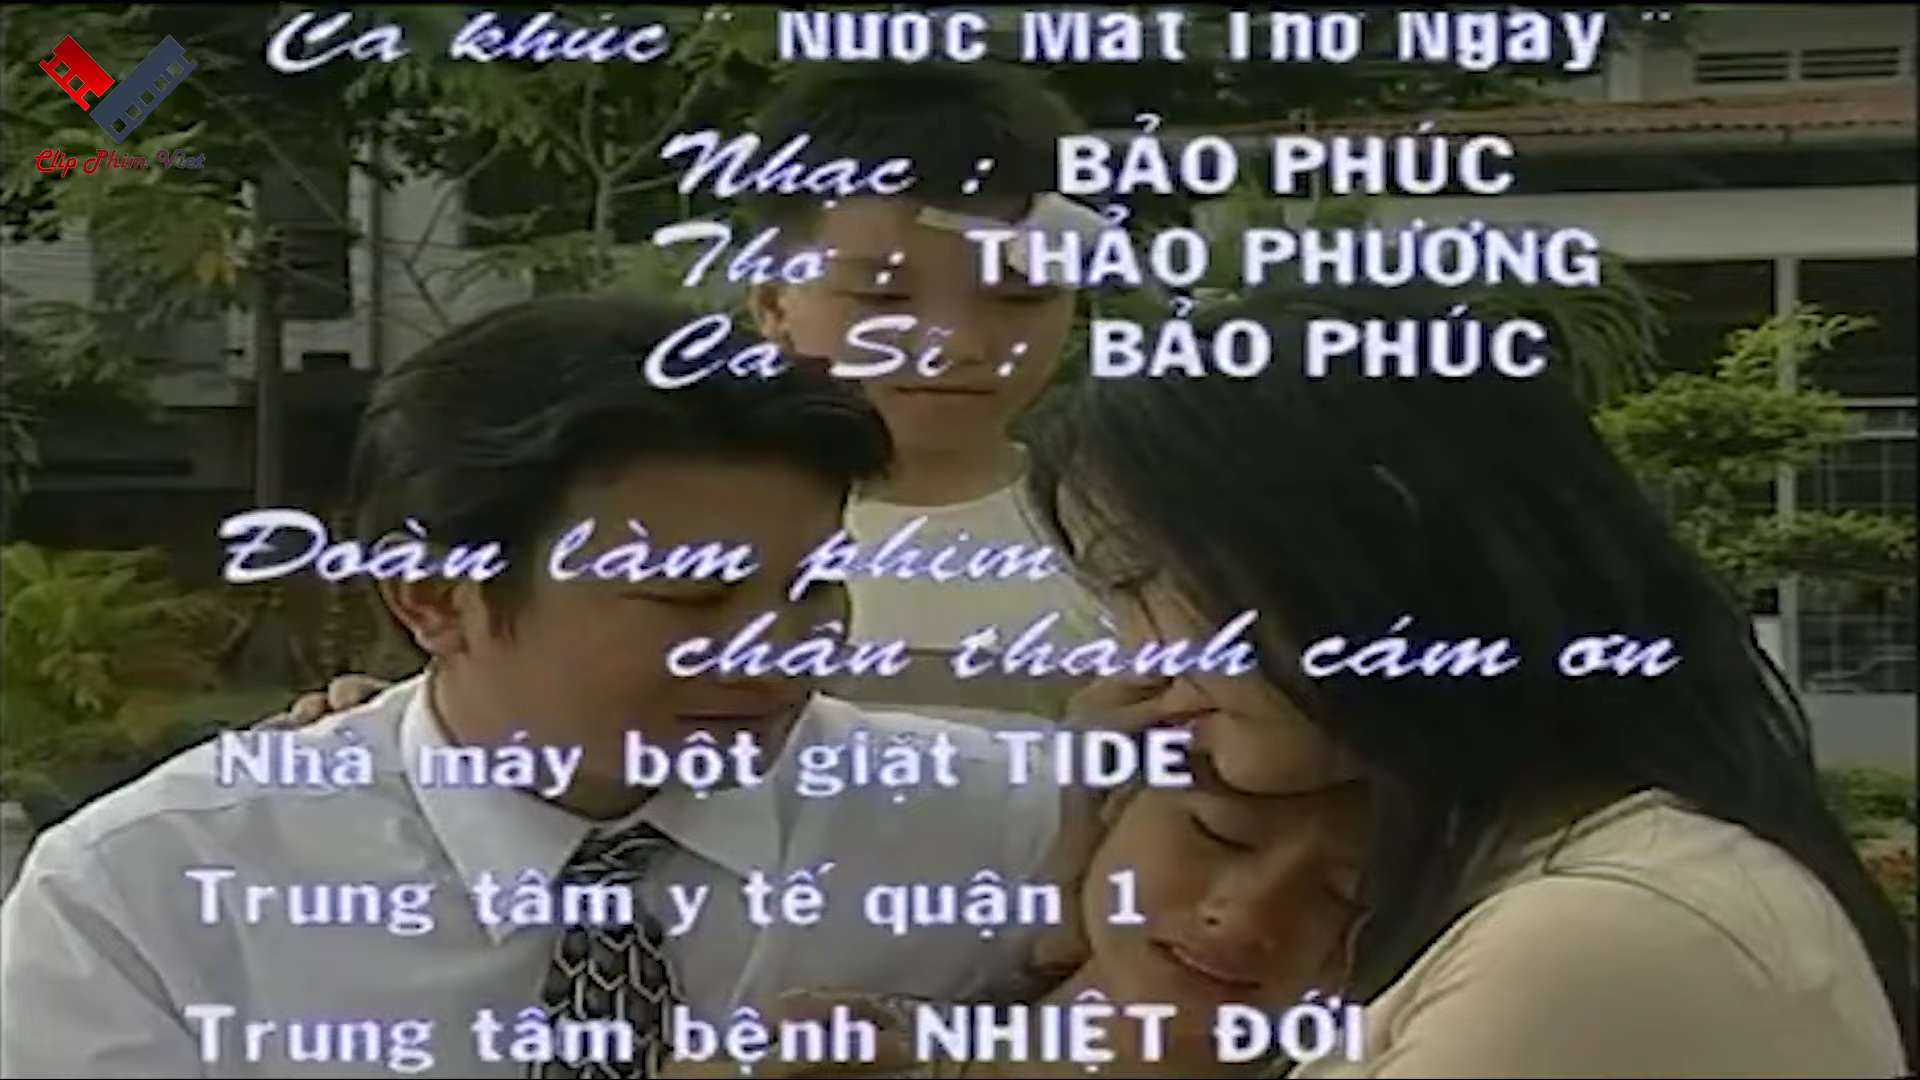 Clip Phim Việt
Ca khúc " Nước Mắt Thơ Ngây "
Nhạc : BẢO PHÚC
Thơ : THẢO PHƯƠNG
Ca Sĩ : BẢO PHÚC
Đoàn làm phim
chân thành cám ơn
Nhà máy bột giặt TIDE
Trung tâm y tế quận 1
Trung tâm bệnh NHIỆT ĐỚI